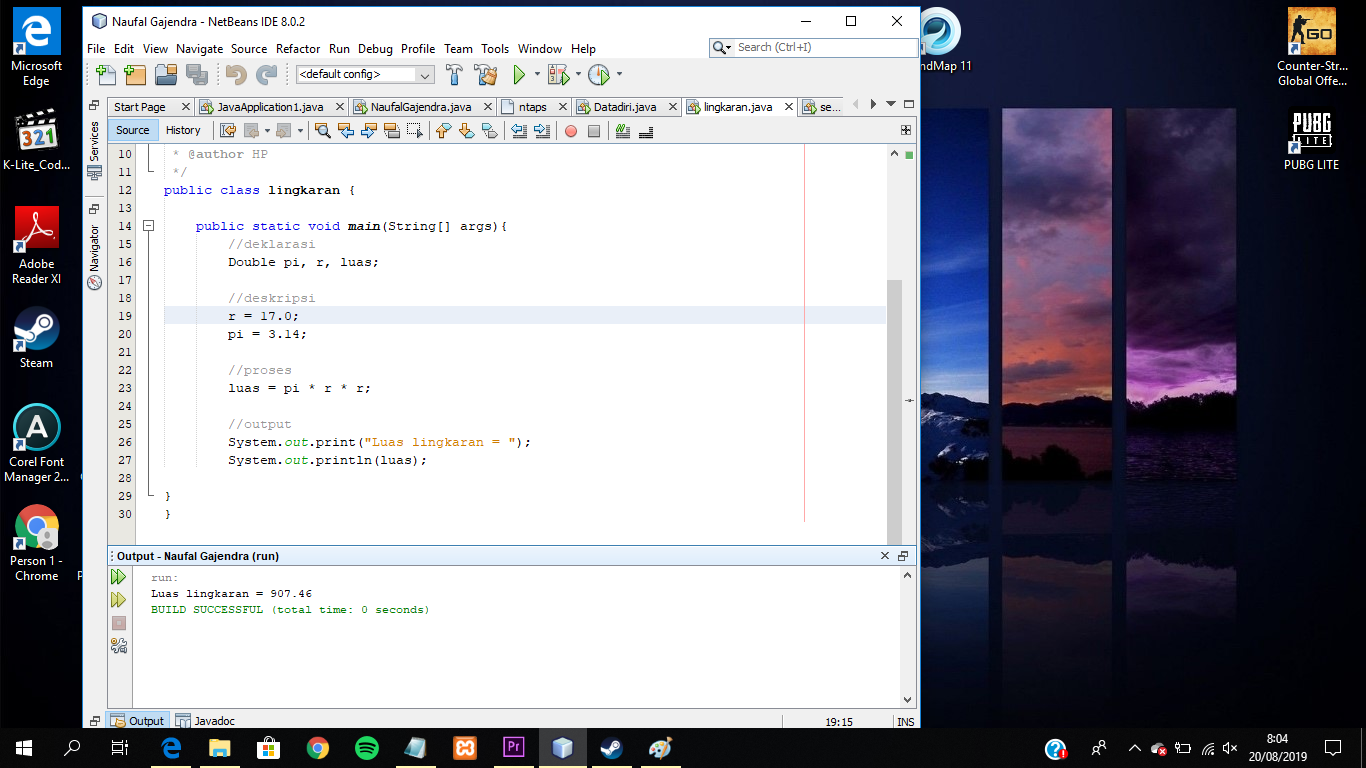 Microsoft
Edge
K-Lite_Cod...
Adobe
Reader XI
Steam
Corel Font
Manager 2...
Person 1 -
Chrome
Naufal Gajendra - NetBeans IDE 8.0.2
File Edit View Navigate Source Refactor Run Debug Profile Team Tools Window Help
Search (Ctrl+I)
<default config>
Start Page JavaApplication1.java NaufalGajendra.java ntaps Datadiri.java lingkaran.java se...
Source History
Services
Navigator
10 * @author HP
11 */
12 public class lingkaran {
13
14 public static void main(String[] args){
15 //deklarasi
16 Double pi, r, luas;
17
18 //deskripsi
19 r = 17.0;
20 pi = 3.14;
21
22 //proses
23 luas = pi * r * r;
24
25 //output
26 System.out.print("Luas lingkaran = ");
27 System.out.println(luas);
28
29 }
30 }
Output - Naufal Gajendra (run)
run:
Luas lingkaran = 907.46
BUILD SUCCESSFUL (total time: 0 seconds)
Output Javadoc
19:15 INS
ndMap 11
GO
Counter-Str...
Global Offe...
PUBG
LITE
PUBG LITE
321
Pr
8:04
20/08/2019